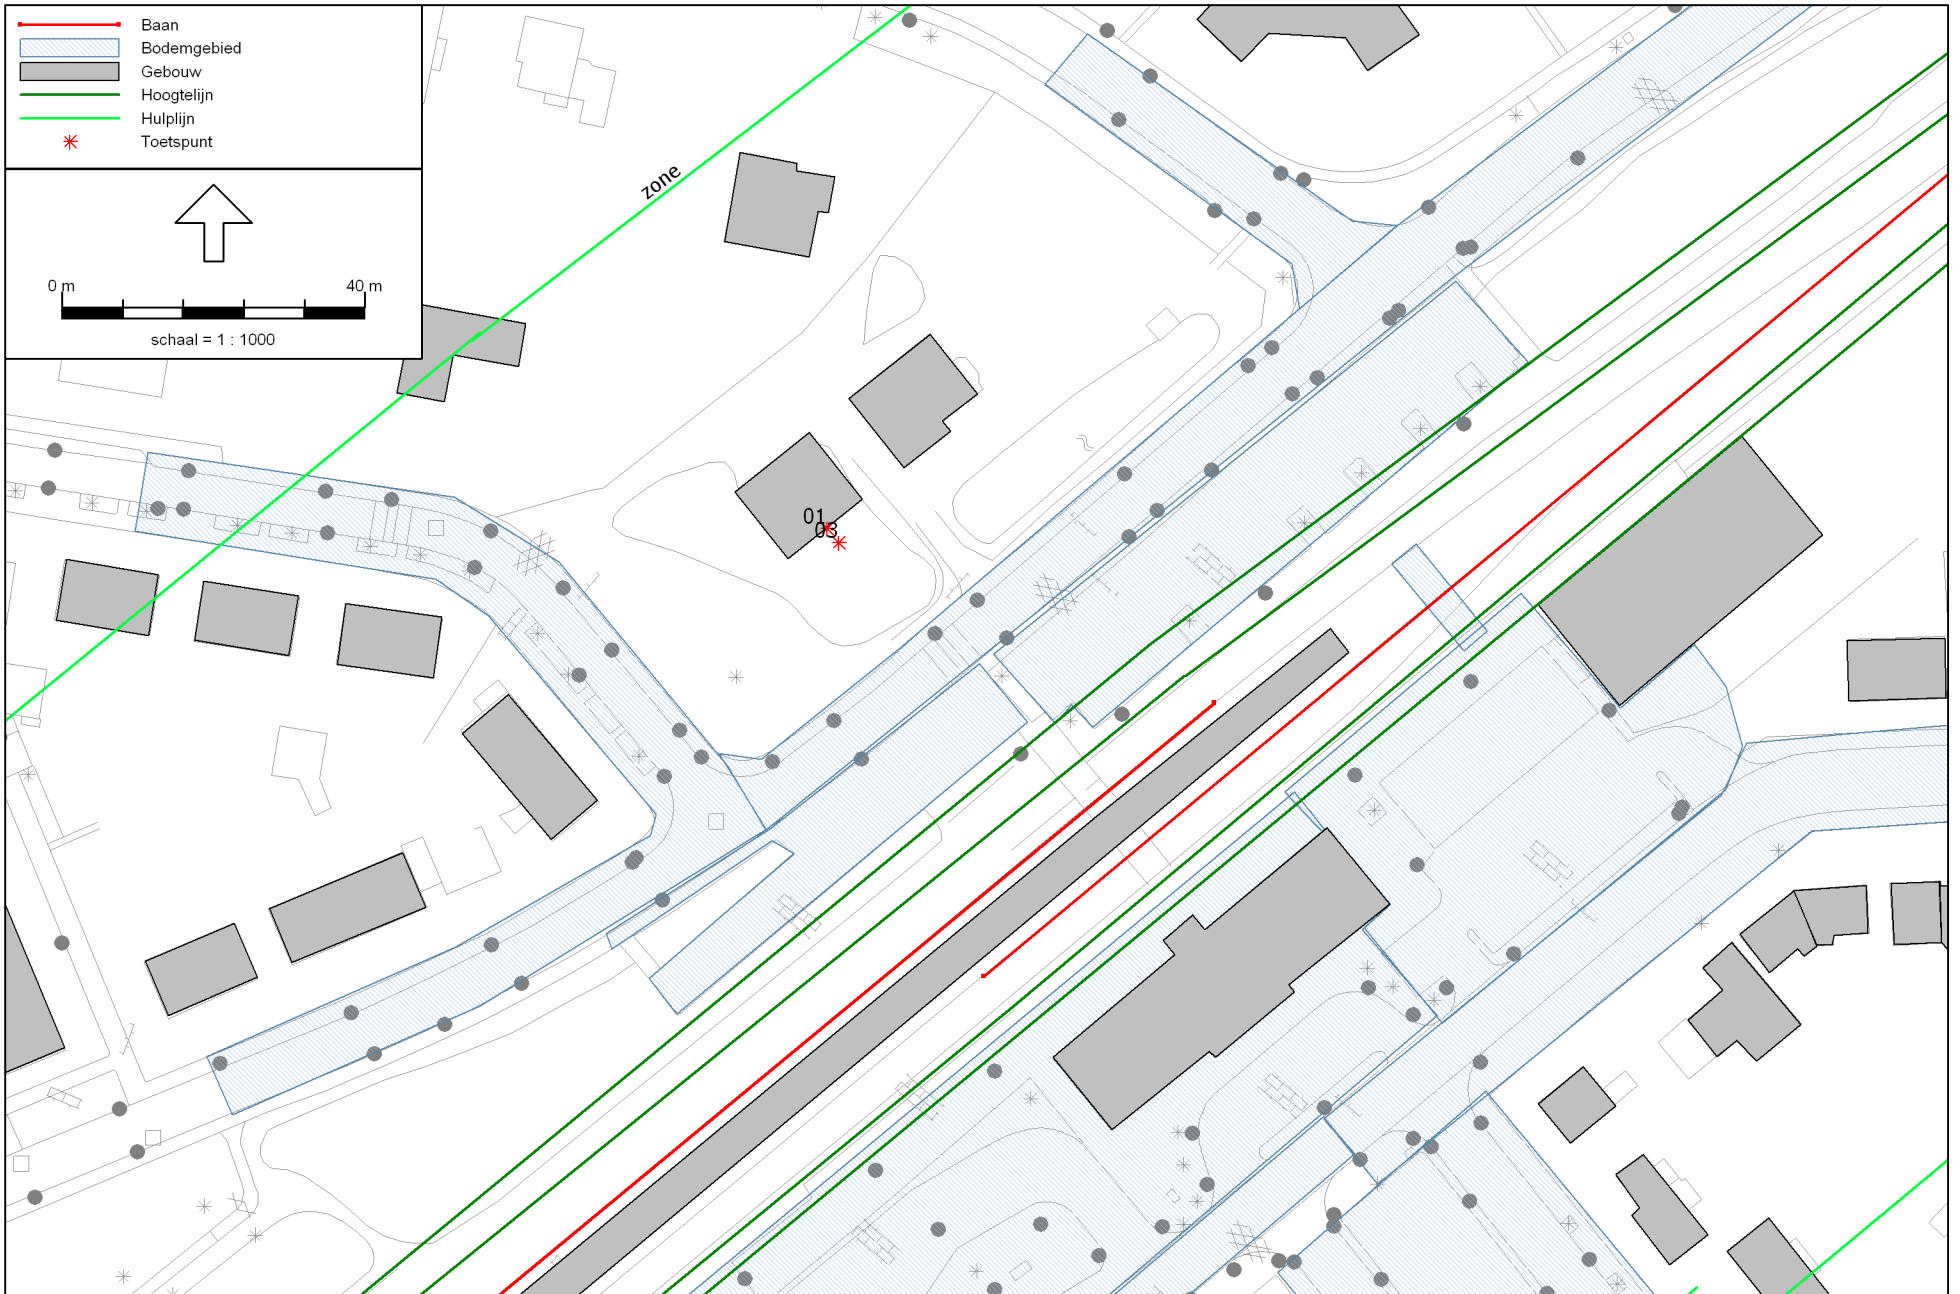 Baan
Bodemgebied
Gebouw
Hoogtelijn
Hulplijn
Toetspunt
0 m 40 m
schaal = 1 : 1000
zone
01
03